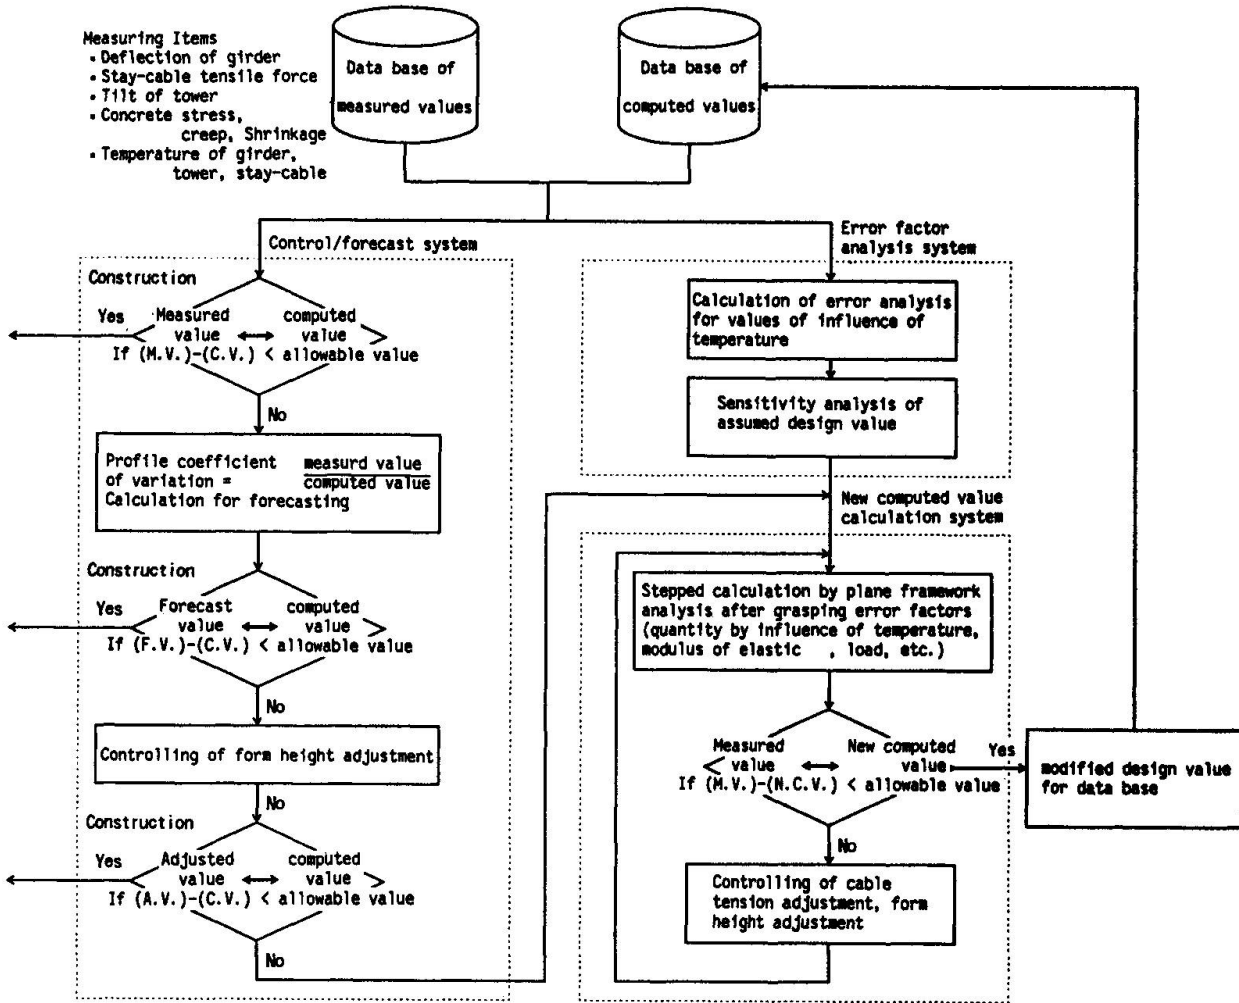 Measuring Items
• Deflection of girder
• Stay-cable tensile force
• Tilt of tower
• Concrete stress,
creep, Shrinkage
• Temperature of girder,
tower, stay-cable
Data base of
measured values
Data base of
computed values
Control/forecast system
Construction
Yes
Measured computed
value ↔ value
If (M.V.)-(C.V.) < allowable value
No
Profile coefficient measurd value
of variation = computed value
Calculation for forecasting
Construction
Yes
Forecast computed
value ↔ value
If (F.V.)-(C.V.) < allowable value
No
Controlling of form height adjustment
No
Construction
Yes
Adjusted computed
value ↔ value
If (A.V.)-(C.V.) < allowable value
No
Error factor
analysis system
Calculation of error analysis
for values of influence of
temperature
Sensitivity analysis of
assumed design value
New computed value
calculation system
Stepped calculation by plane framework
analysis after grasping error factors
(quantity by influence of temperature,
modulus of elastic , load, etc.)
Measured New computed
value ↔ value
If (M.V.)-(N.C.V.) < allowable value
Yes
No
Controlling of cable
tension adjustment, form
height adjustment
modified design value
for data base